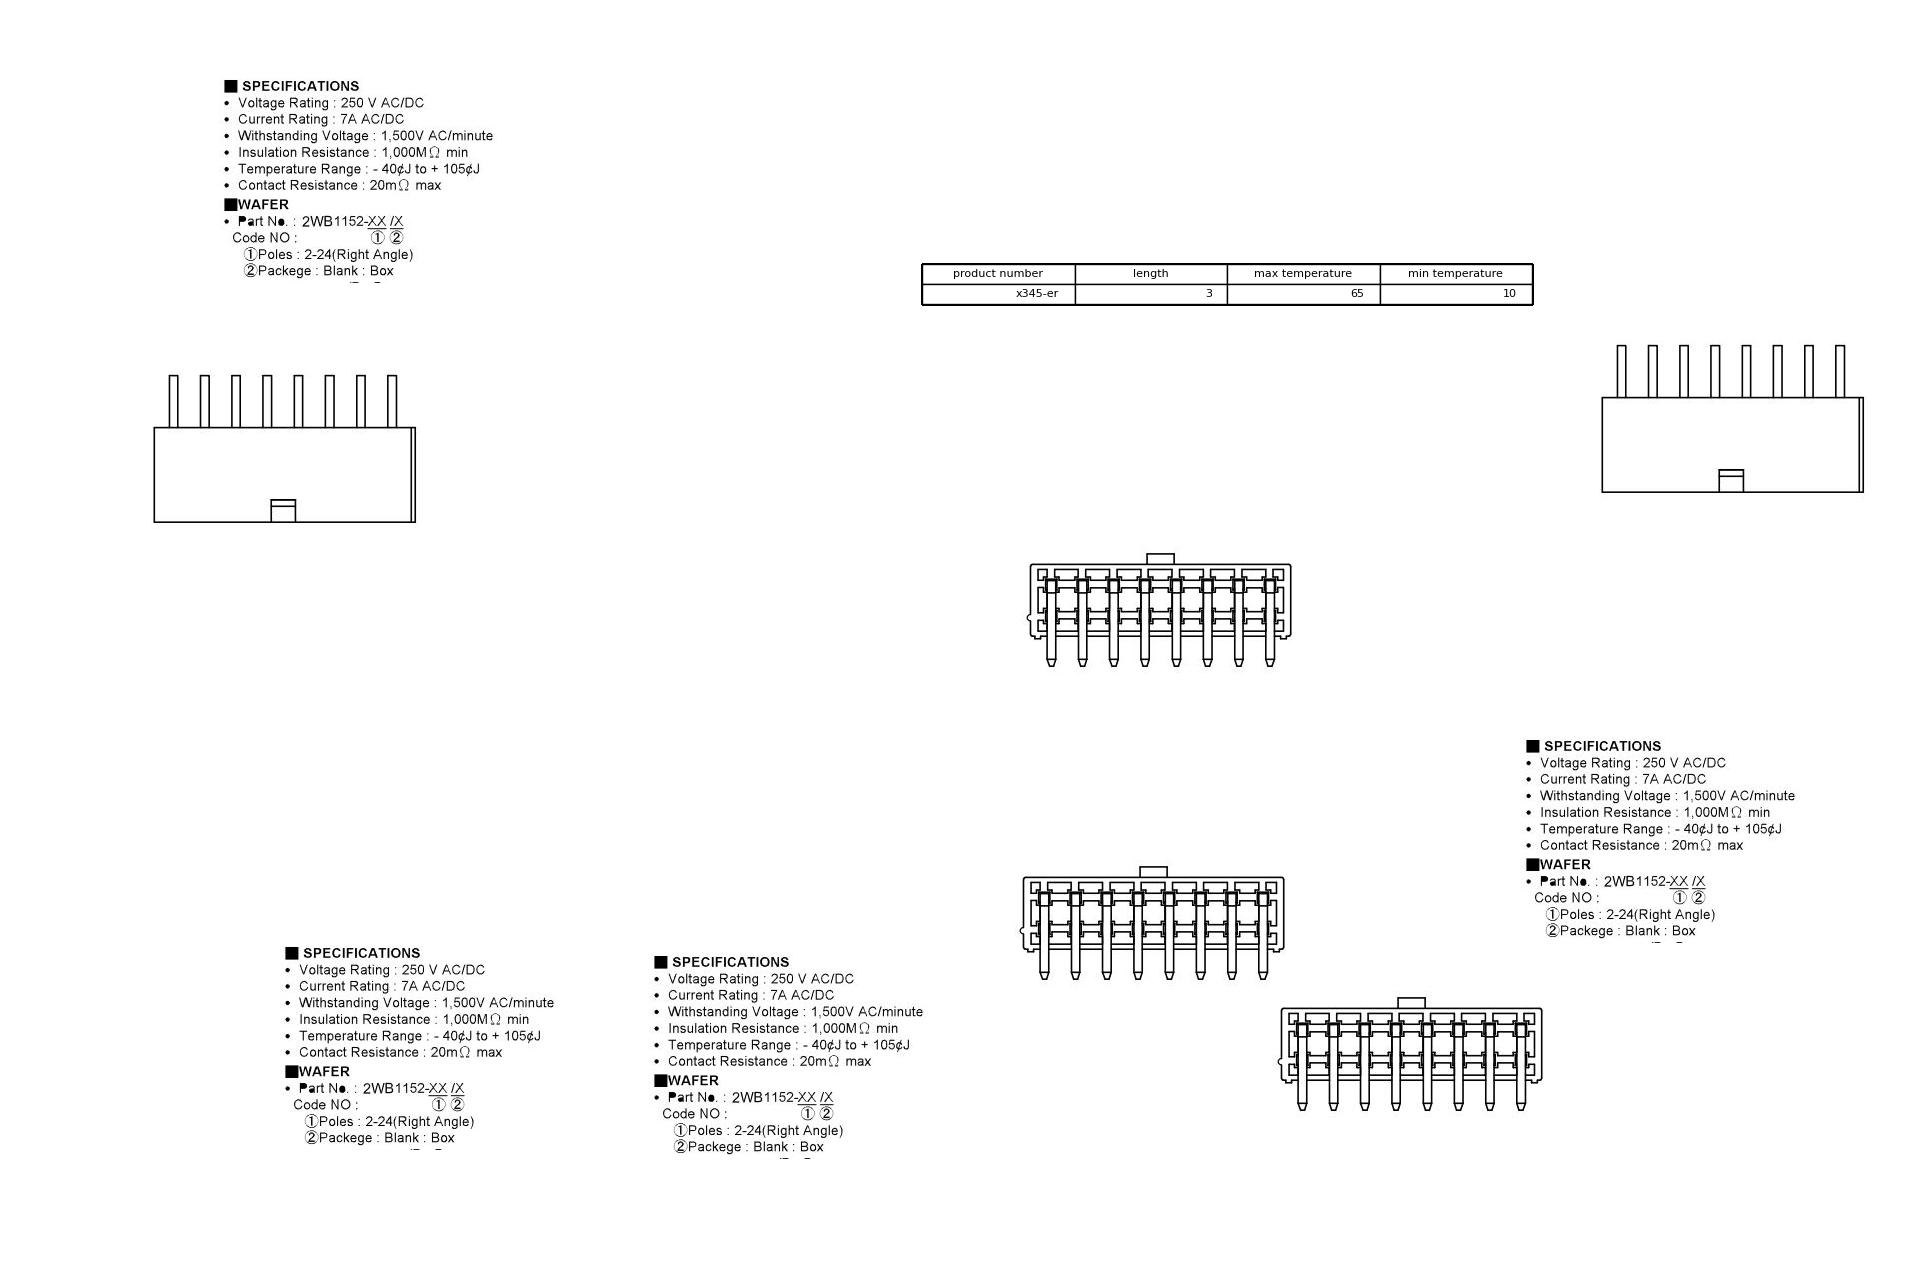 ■ SPECIFICATIONS
• Voltage Rating : 250 V AC/DC
• Current Rating : 7A AC/DC
• Withstanding Voltage : 1,500V AC/minute
• Insulation Resistance : 1,000MΩ min
• Temperature Range : - 40¢J to + 105¢J
• Contact Resistance : 20mΩ max
■WAFER
• Part No. : 2WB1152-XX /X
Code NO : ① ②
①Poles : 2-24(Right Angle)
②Packege : Blank : Box
product number length max temperature min temperature
x345-er 3 65 10
■ SPECIFICATIONS
• Voltage Rating : 250 V AC/DC
• Current Rating : 7A AC/DC
• Withstanding Voltage : 1,500V AC/minute
• Insulation Resistance : 1,000MΩ min
• Temperature Range : - 40¢J to + 105¢J
• Contact Resistance : 20mΩ max
■WAFER
• Part No. : 2WB1152-XX /X
Code NO : ① ②
①Poles : 2-24(Right Angle)
②Packege : Blank : Box
■ SPECIFICATIONS
• Voltage Rating : 250 V AC/DC
• Current Rating : 7A AC/DC
• Withstanding Voltage : 1,500V AC/minute
• Insulation Resistance : 1,000MΩ min
• Temperature Range : - 40¢J to + 105¢J
• Contact Resistance : 20mΩ max
■WAFER
• Part No. : 2WB1152-XX /X
Code NO : ① ②
①Poles : 2-24(Right Angle)
②Packege : Blank : Box
■ SPECIFICATIONS
• Voltage Rating : 250 V AC/DC
• Current Rating : 7A AC/DC
• Withstanding Voltage : 1,500V AC/minute
• Insulation Resistance : 1,000MΩ min
• Temperature Range : - 40¢J to + 105¢J
• Contact Resistance : 20mΩ max
■WAFER
• Part No. : 2WB1152-XX /X
Code NO : ① ②
①Poles : 2-24(Right Angle)
②Packege : Blank : Box